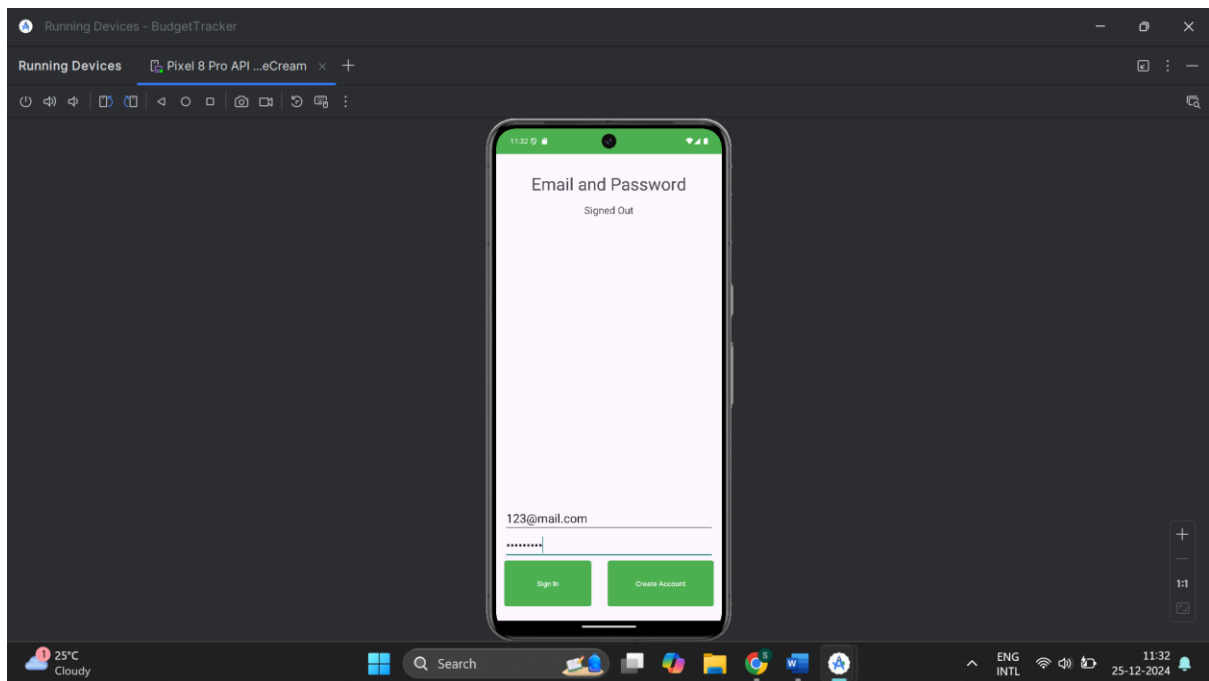 Running Devices - BudgetTracker
Running Devices
Pixel 8 Pro API ...eCream
11:32
Email and Password
Signed Out
123@mail.com
•••••••••
Sign In
Create Account
1:1
1
25°C
Cloudy
Search
S
W
ENG
INTL
11:32
25-12-2024